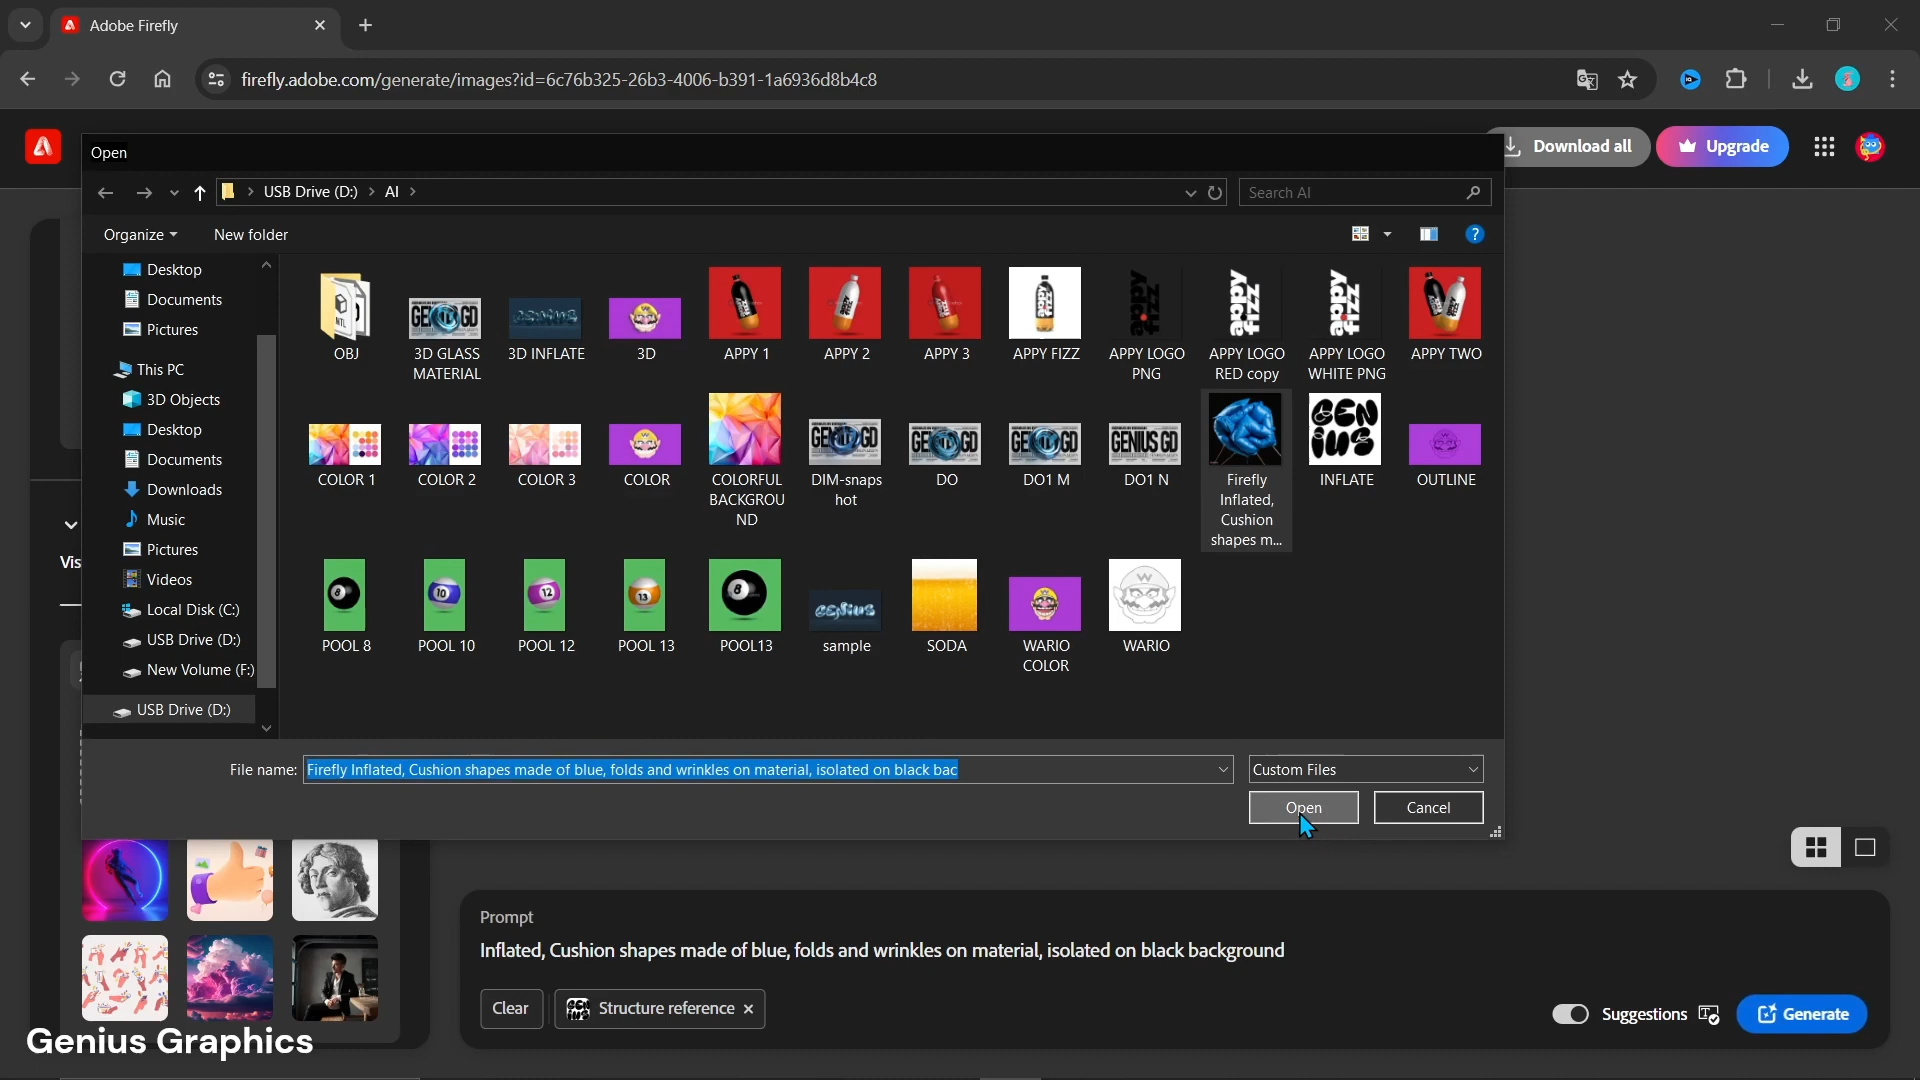 Adobe Firefly
firefly.adobe.com/generate/images?id=6c76b325-26b3-4006-b391-1a6936d8b4c8
Download all
Upgrade
Open
USB Drive (D:)
AI
Search AI
Organize
New folder
Desktop
Documents
Pictures
This PC
3D Objects
Desktop
Documents
Downloads
Music
Pictures
Videos
Local Disk (C:)
USB Drive (D:)
New Volume (F:)
USB Drive (D:)
OBJ
3D GLASS
MATERIAL
3D INFLATE
3D
APPY 1
APPY 2
APPY 3
APPY FIZZ
APPY LOGO
PNG
APPY LOGO
RED copy
APPY LOGO
WHITE PNG
APPY TWO
COLOR 1
COLOR 2
COLOR 3
COLOR
COLORFUL
BACKGROU
ND
DIM-snaps
hot
DO
DO1 M
DO1 N
Firefly
Inflated,
Cushion
shapes m...
INFLATE
OUTLINE
POOL 8
POOL 10
POOL 12
POOL 13
POOL13
sample
SODA
WARIO
COLOR
WARIO
Vis
File name:
Firefly Inflated, Cushion shapes made of blue, folds and wrinkles on material, isolated on black bac
Custom Files
Open
Cancel
Prompt
Inflated, Cushion shapes made of blue, folds and wrinkles on material, isolated on black background
Clear
Structure reference
Suggestions
Generate
Genius Graphics